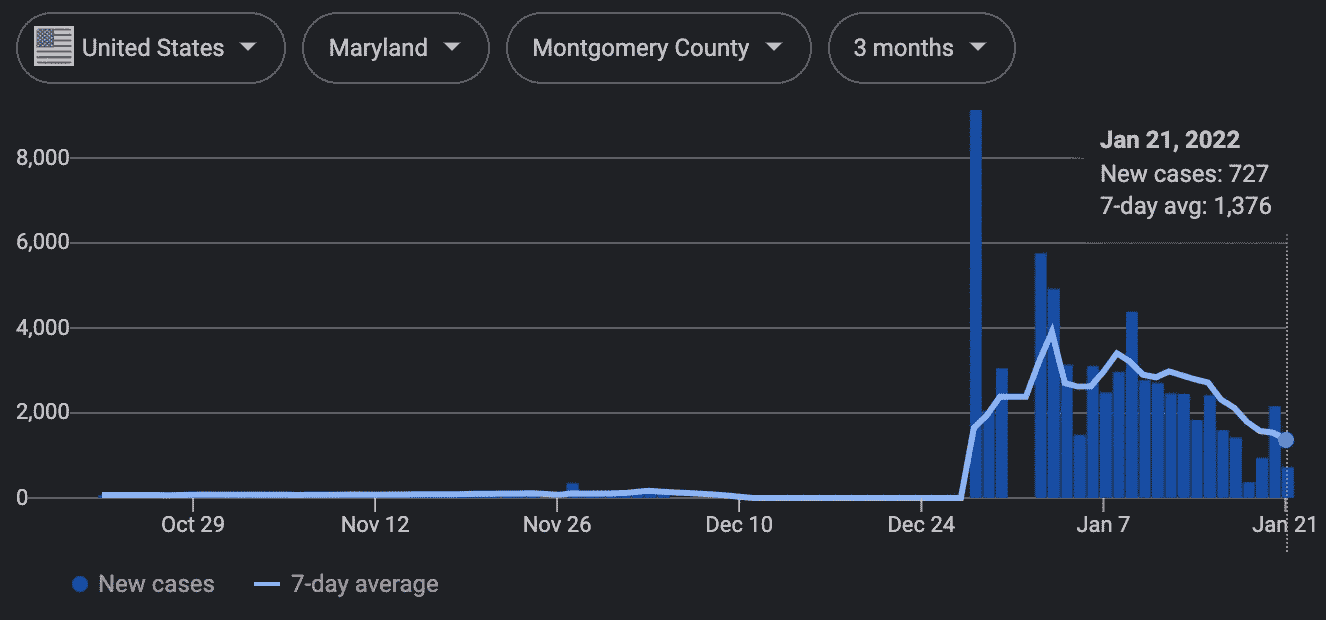 United States
Maryland
Montgomery County
3 months
Jan 21, 2022
New cases: 727
7-day avg: 1,376
8,000
6,000
4,000
2,000
0
Oct 29
Nov 12
Nov 26
Dec 10
Dec 24
Jan 7
Jan 21
New cases
7-day average